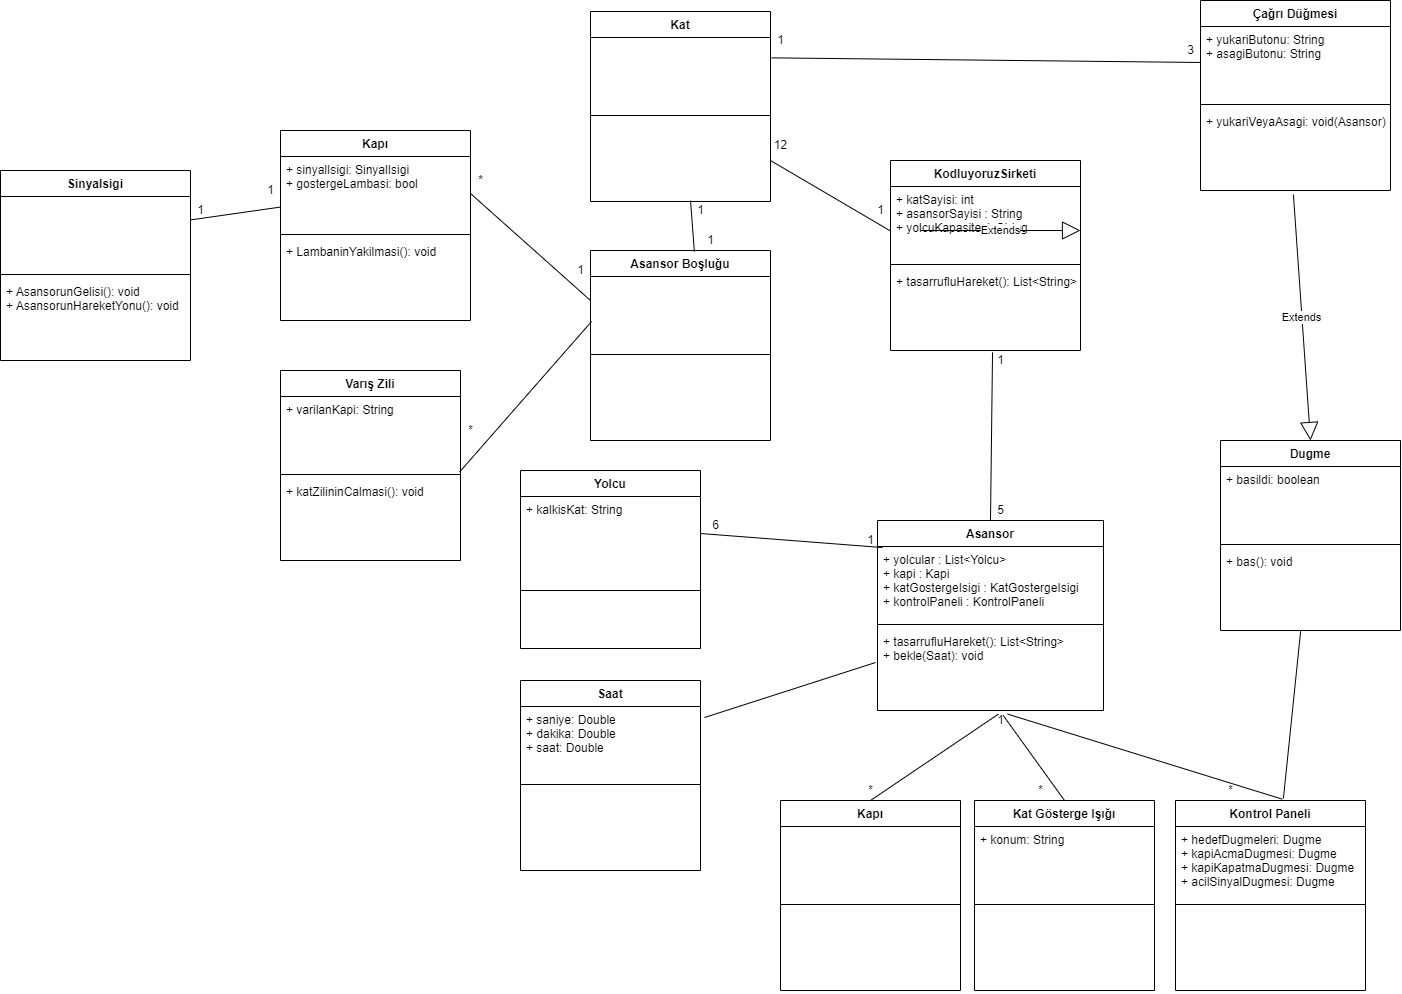 Kat
1
12
1
Çağrı Düğmesi
+ yukariButonu: String
+ asagiButonu: String
+ yukariVeyaAsagi: void(Asansor)
3
Kapı
+ sinyalIsigi: SinyalIsigi
+ gostergeLambasi: bool
+ LambaninYakilmasi(): void
1
*
Sinyalsigi
+ AsansorunGelisi(): void
+ AsansorunHareketYonu(): void
1
KodluyoruzSirketi
+ katSayisi: int
+ asansorSayisi : String
+ yolcuKapasite
Extends
+ tasarrufluHareket(): List<String>
1
1
Asansor Boşluğu
1
1
Varış Zili
+ varilanKapi: String
+ katZilininCalmasi(): void
*
Extends
Dugme
+ basildi: boolean
+ bas(): void
Yolcu
+ kalkisKat: String
6
Asansor
+ yolcular : List<Yolcu>
+ kapi : Kapi
+ katGostergeIsigi : KatGostergeIsigi
+ kontrolPaneli : KontrolPaneli
+ tasarrufluHareket(): List<String>
+ bekle(Saat): void
5
1
1
Saat
+ saniye: Double
+ dakika: Double
+ saat: Double
Kapı
*
Kat Gösterge Işığı
+ konum: String
*
Kontrol Paneli
+ hedefDugmeleri: Dugme
+ kapiAcmaDugmesi: Dugme
+ kapiKapatmaDugmesi: Dugme
+ acilSinyalDugmesi: Dugme
*